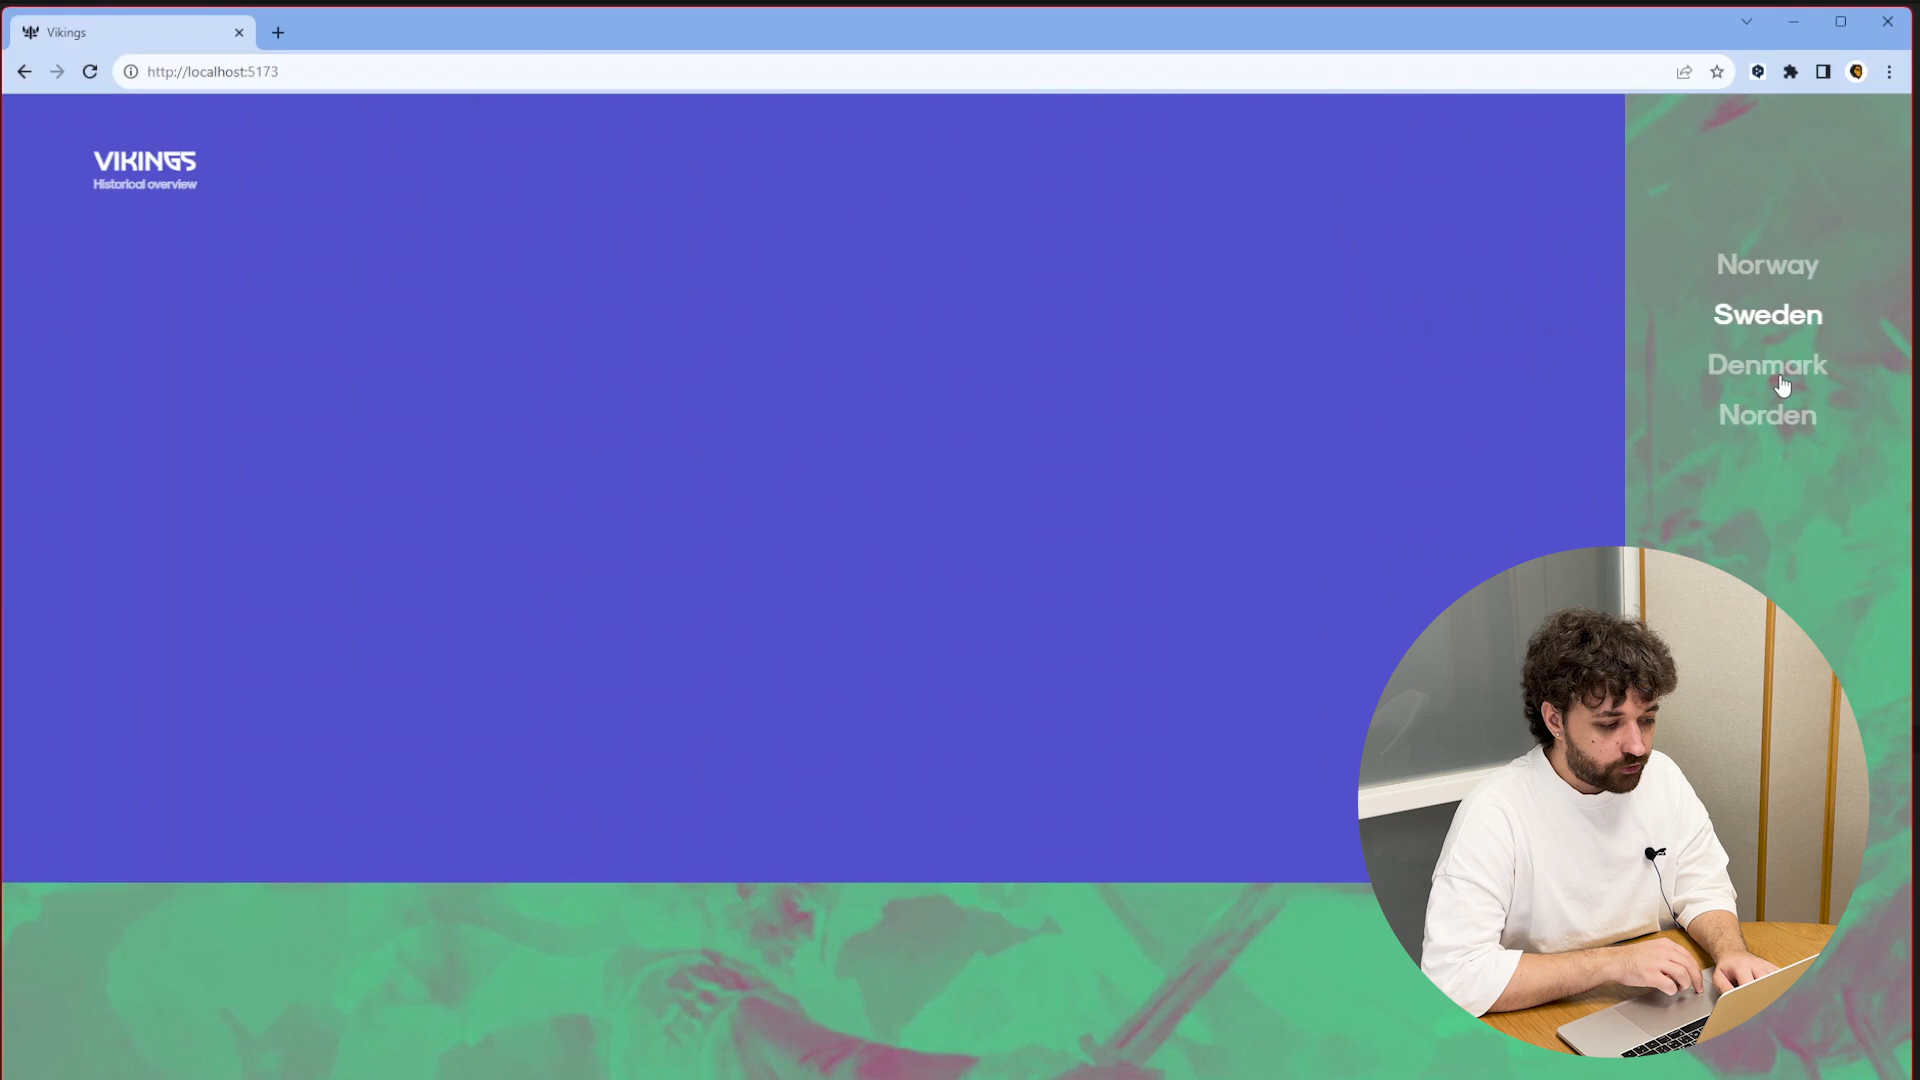 Vikings
http://localhost:5173
VIKINGS
Historical overview
Norway
Sweden
Denmark
Norden